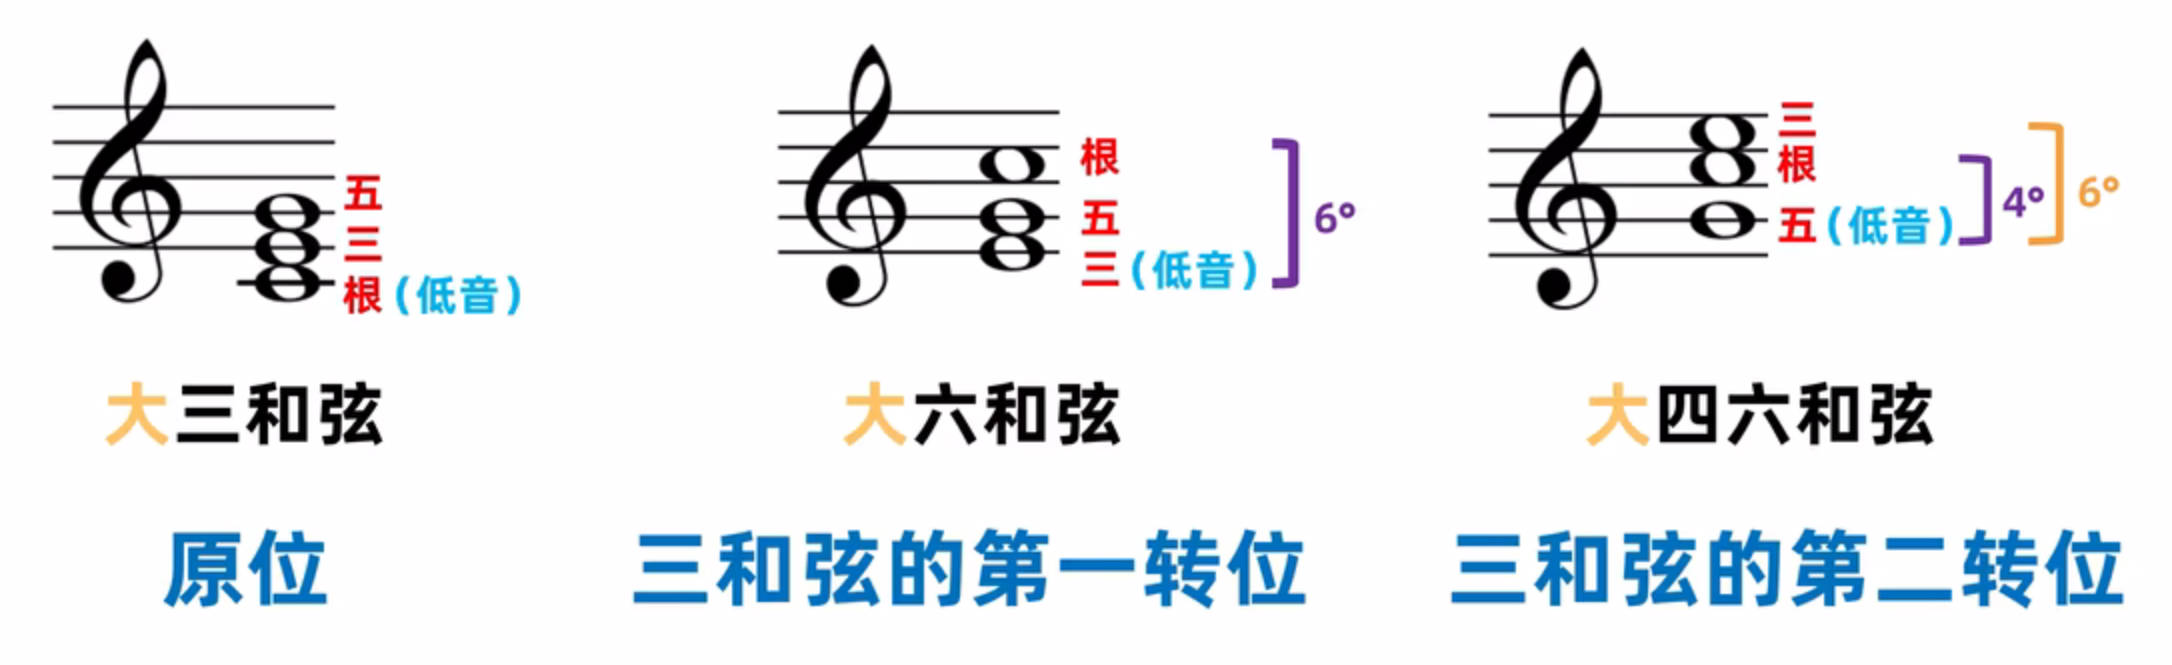 五
三
根(低音)
根
五
三(低音)
6°
三
根
五(低音)
4°
6°
大三和弦
大六和弦
大四六和弦
原位
三和弦的第一转位
三和弦的第二转位